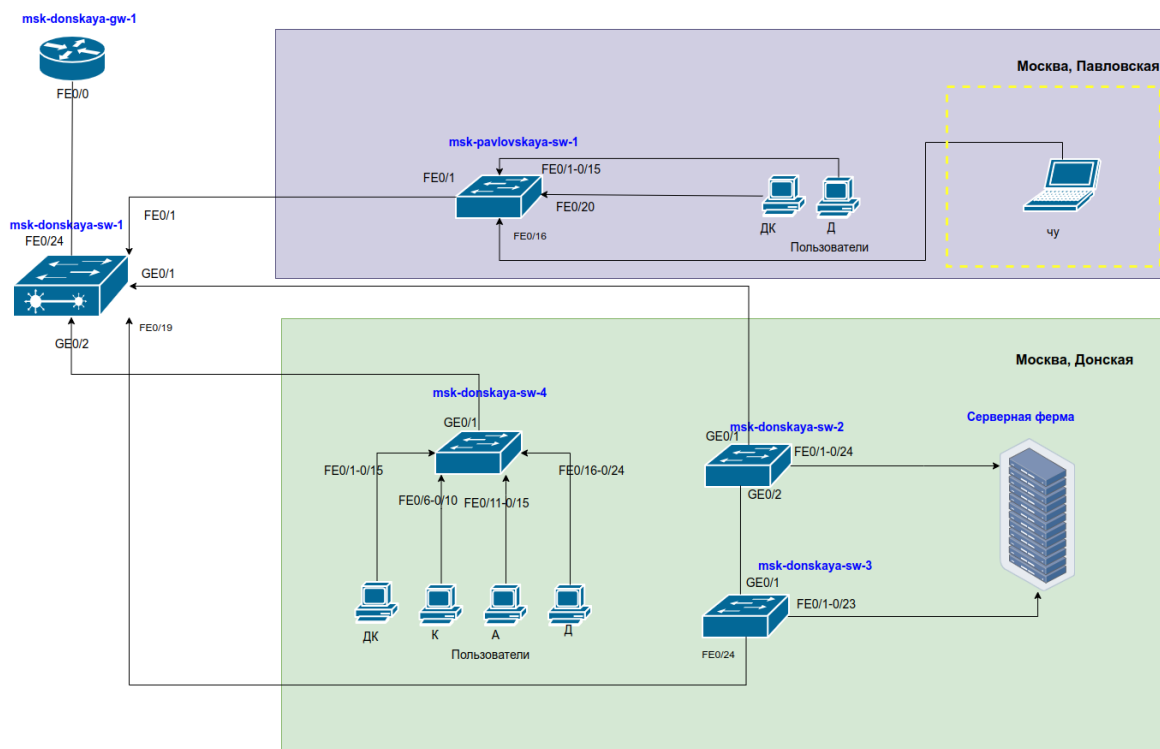 msk-donskaya-gw-1
FE0/0
Москва, Павловская
msk-pavlovskaya-sw-1
FE0/1-0/15
FE0/1
FE0/20
ДК
Д
Пользователи
FE0/16
чу
FE0/1
msk-donskaya-sw-1
FE0/24
GE0/1
FE0/19
GE0/2
Москва, Донская
msk-donskaya-sw-4
GE0/1
FE0/1-0/15
FE0/16-0/24
FE0/6-0/10
FE0/11-0/15
ДК
К
А
Д
Пользователи
Серверная ферма
msk-donskaya-sw-2
GE0/1
FE0/1-0/24
GE0/2
msk-donskaya-sw-3
GE0/1
FE0/1-0/23
FE0/24